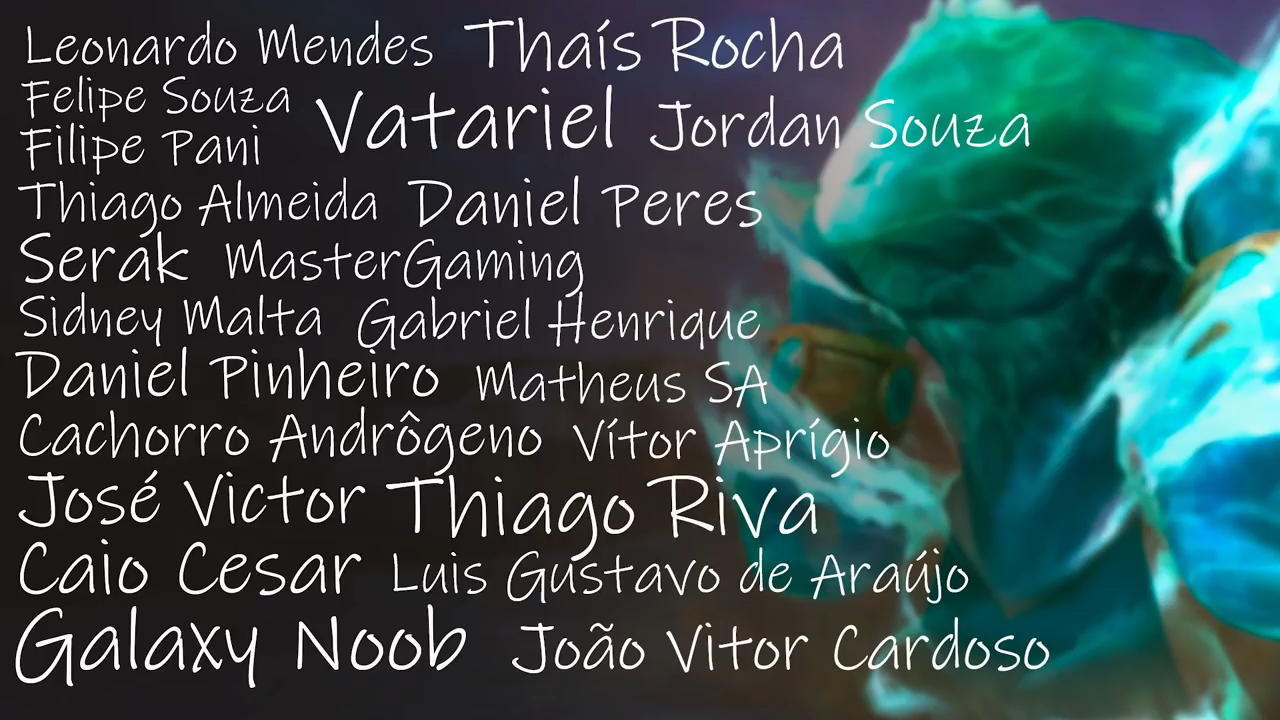 Leonardo Mendes Thaís Rocha
Felipe Souza
Filipe Pani Vatariel Jordan Souza
Thiago Almeida Daniel Peres
Serak MasterGaming
Sidney Malta Gabriel Henrique
Daniel Pinheiro Matheus SA
Cachorro Andrôgeno Vítor Aprígio
José Victor Thiago Riva
Caio Cesar Luis Gustavo de Araújo
Galaxy Noob João Vitor Cardoso